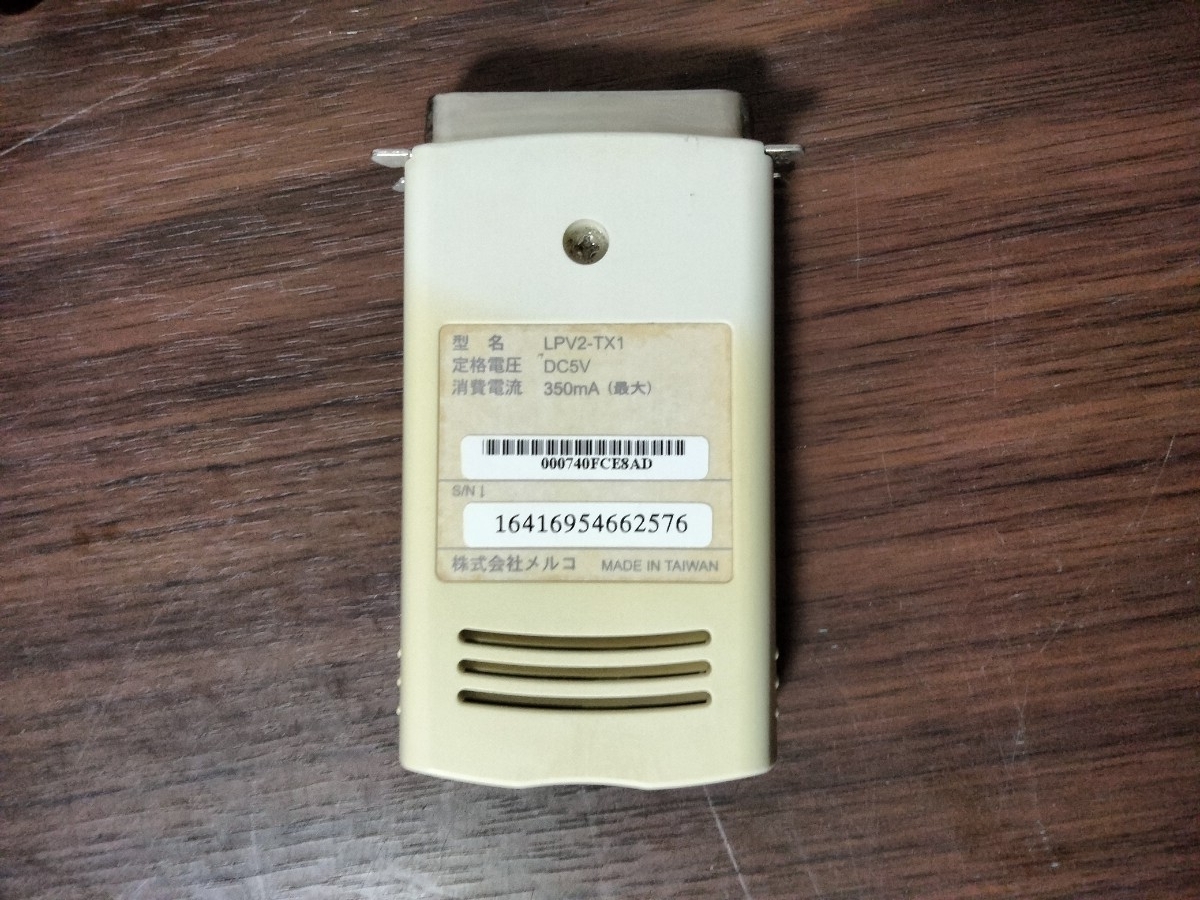 型 名 LPV2-TX1
定格電圧 DC5V
消費電流 350mA (最大)
000740FCE8AD
S/N↓
16416954662576
株式会社メルコ MADE IN TAIWAN